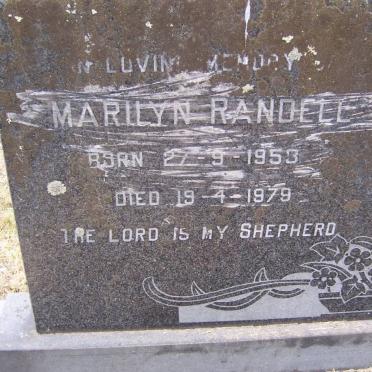 IN LOVING MEMORY
MARILYN RANDELL
BORN 27-9-1953
DIED 19-4-1979
THE LORD IS MY SHEPHERD